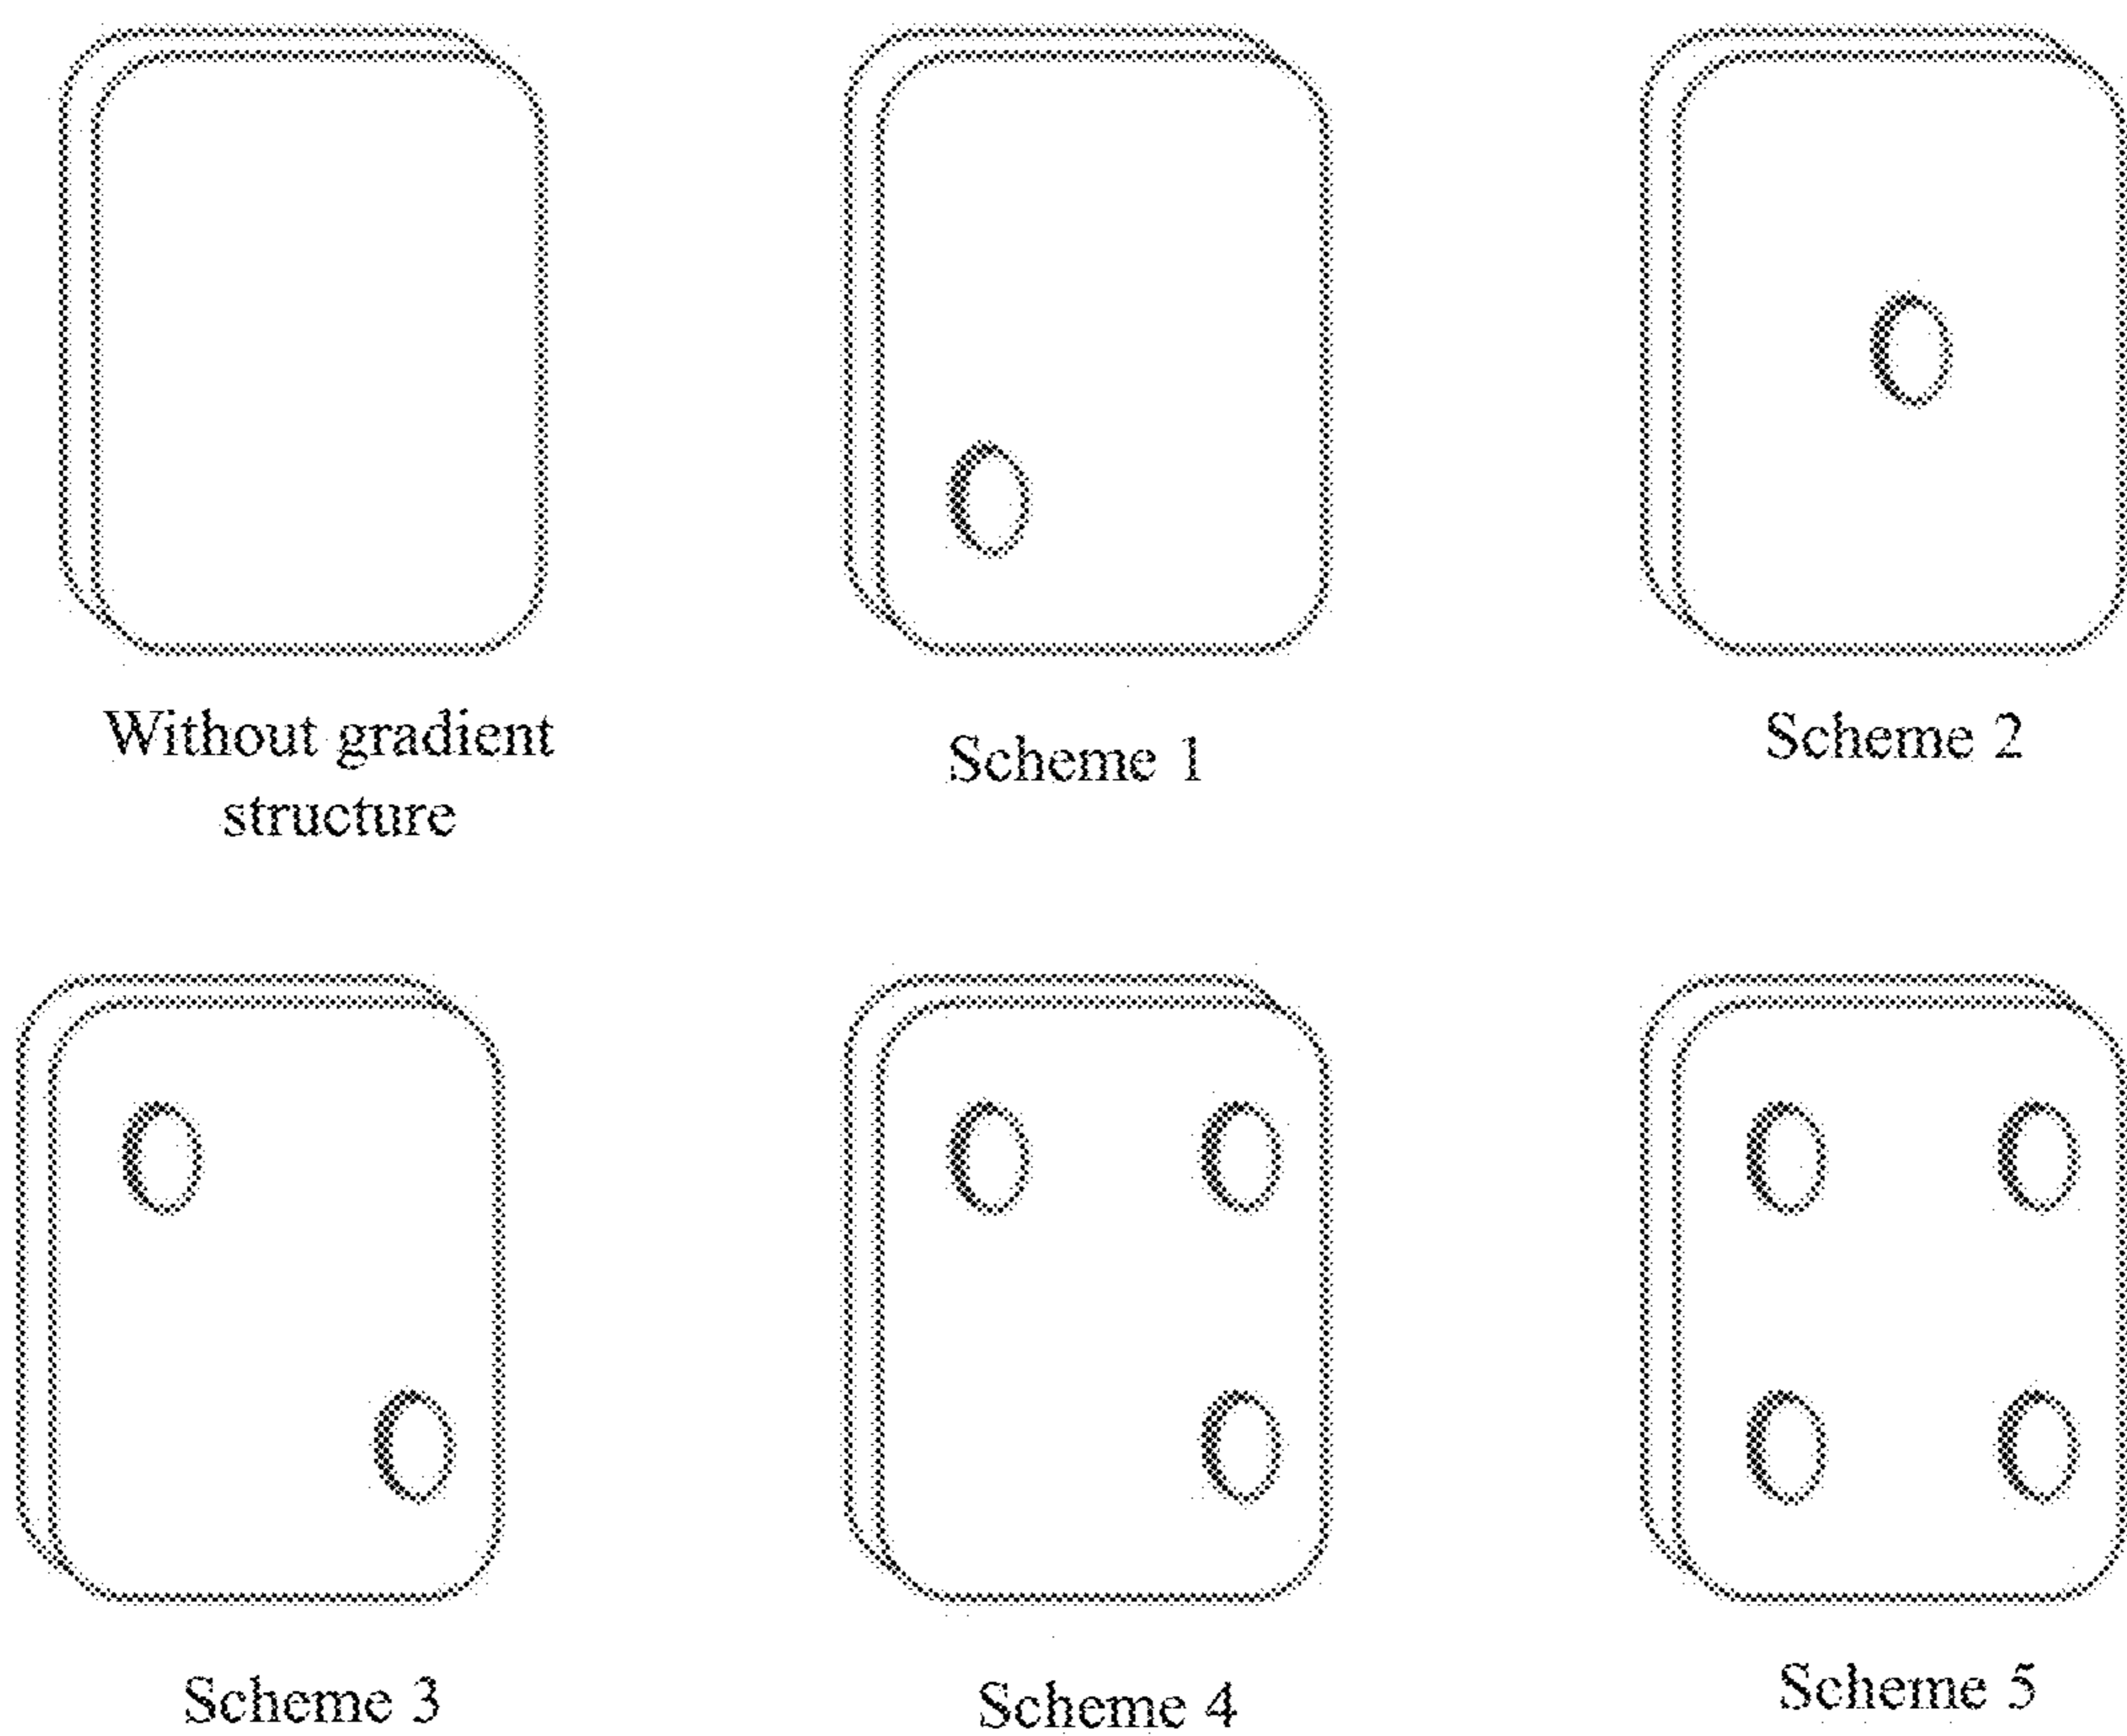 Without gradient
structure
Scheme 1
Scheme 2
Scheme 3
Scheme 4
Scheme 5